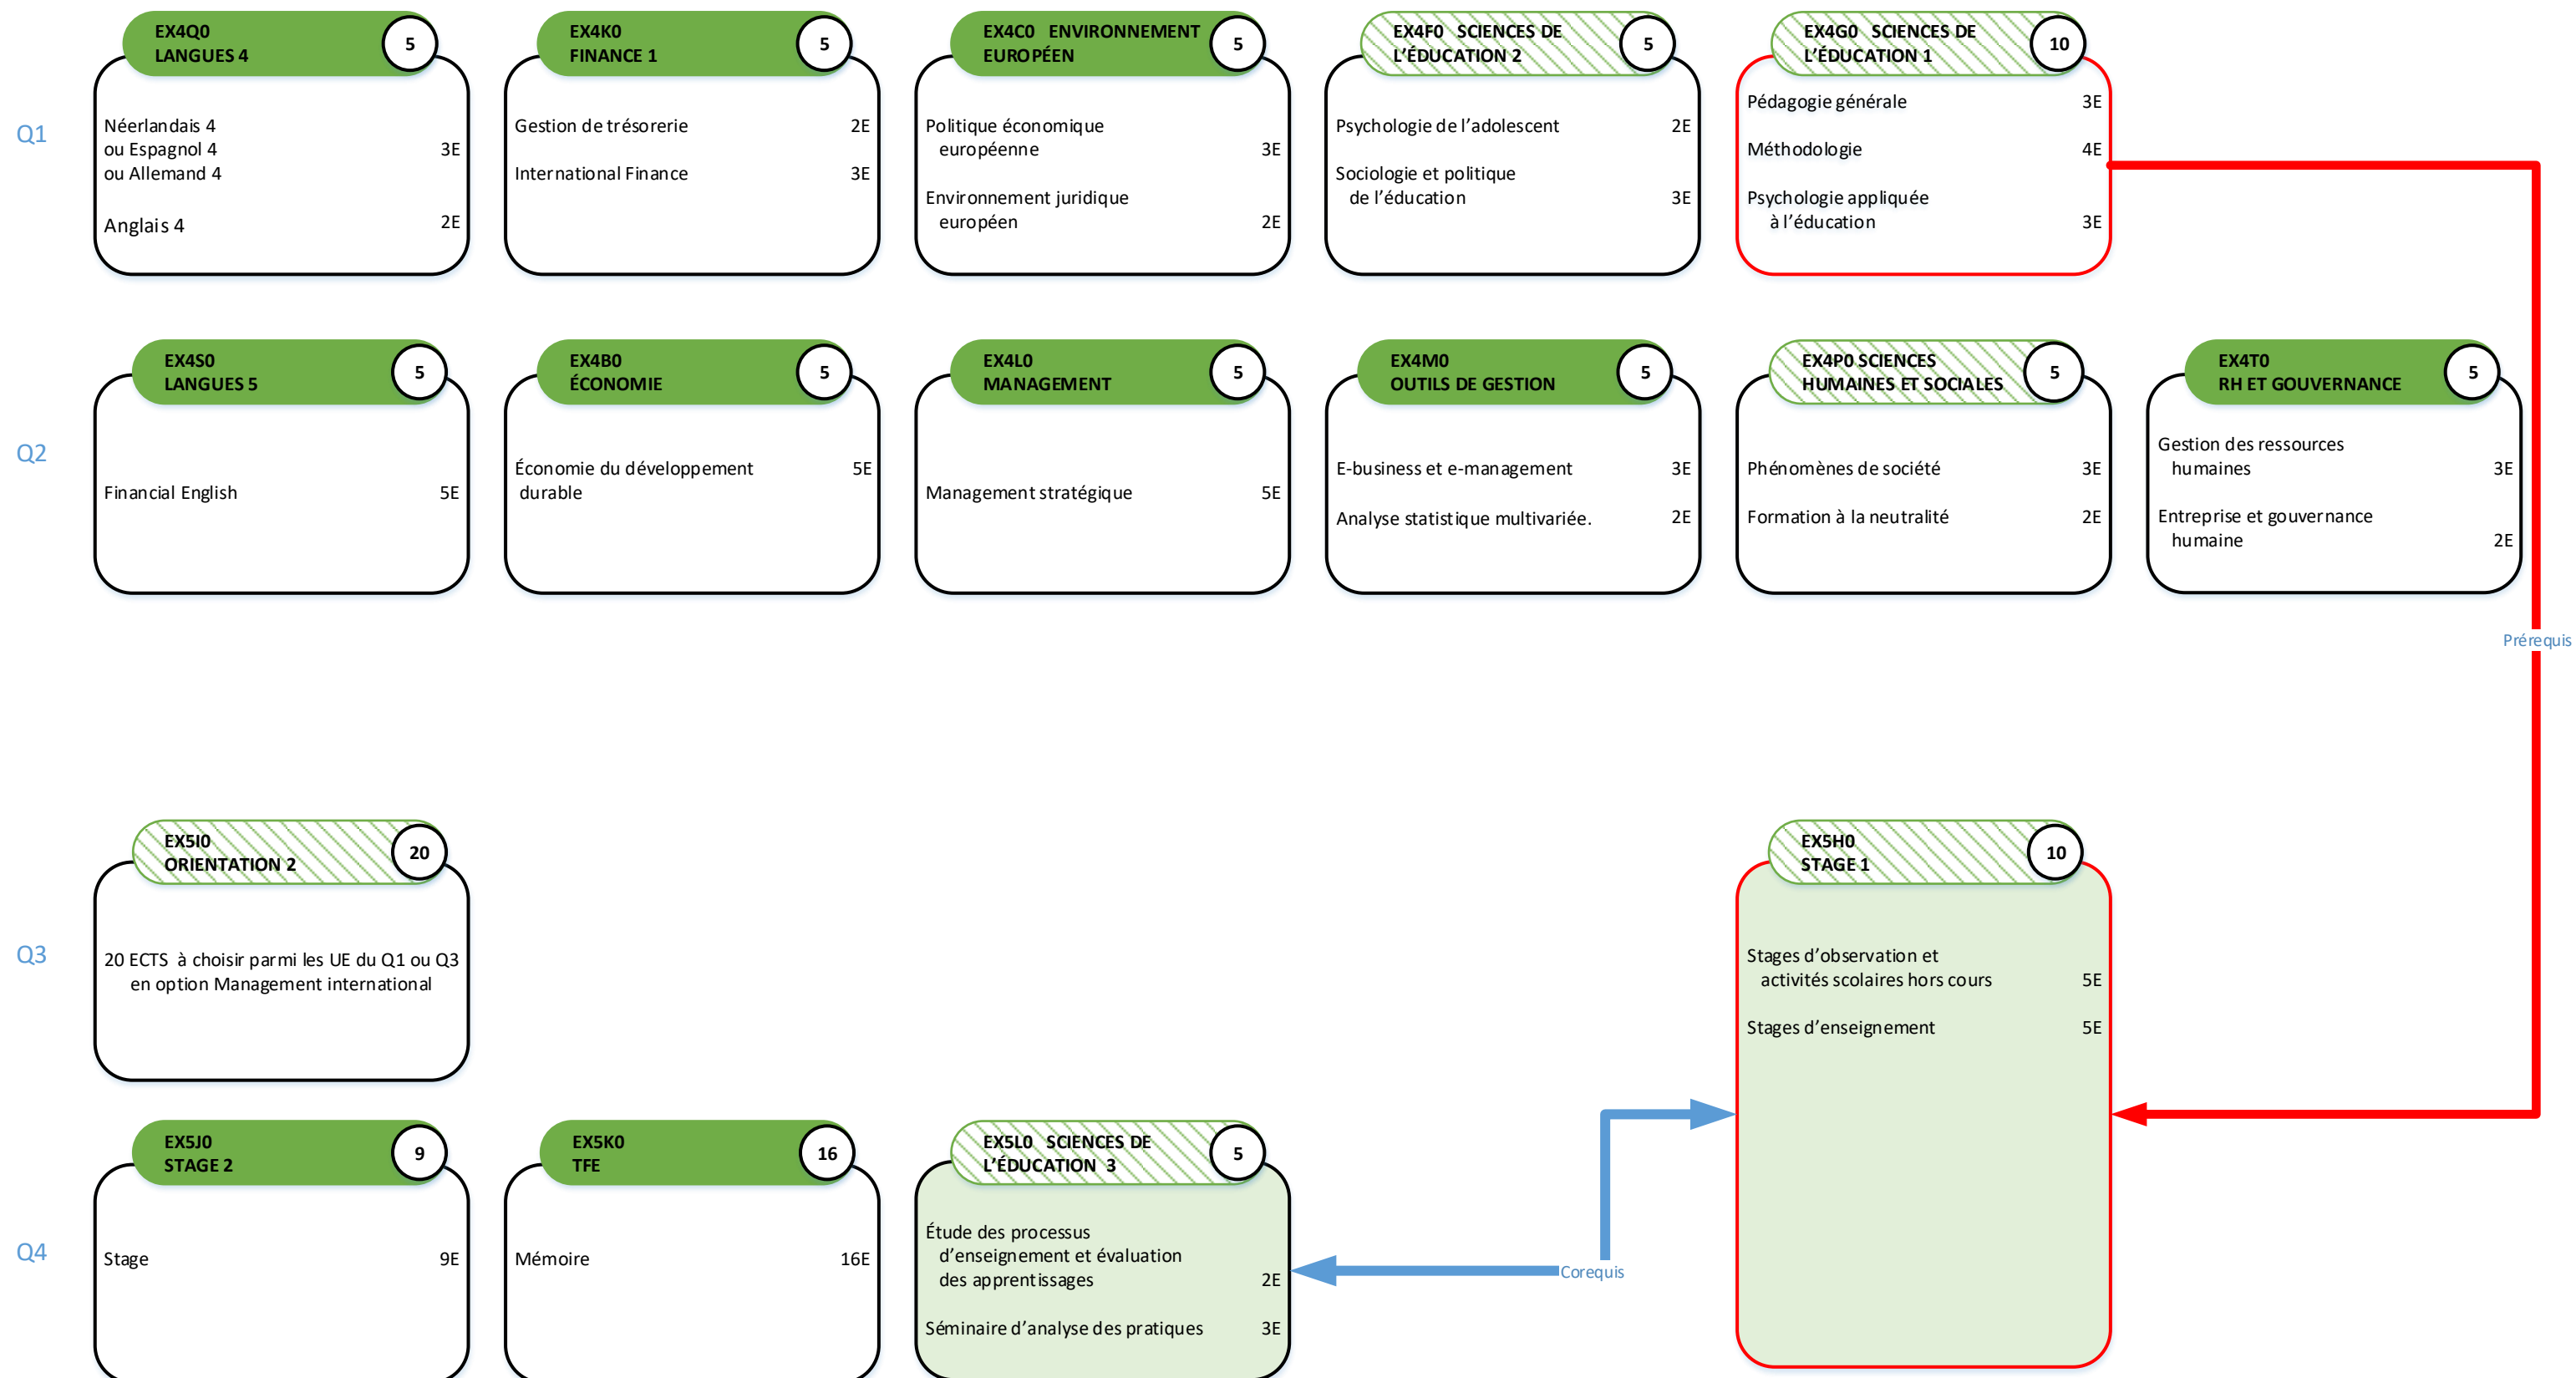 EX4Q0
LANGUES 4
5
Néerlandais 4
ou Espagnol 4 3E
ou Allemand 4
Anglais 4 2E
EX4K0
FINANCE 1
5
Gestion de trésorerie 2E
International Finance 3E
EX4C0 ENVIRONNEMENT
EUROPÉEN
5
Politique économique
européenne 3E
Environnement juridique
européen 2E
EX4F0 SCIENCES DE
L'ÉDUCATION 2
5
Psychologie de l'adolescent 2E
Sociologie et politique
de l'éducation 3E
EX4G0 SCIENCES DE
L'ÉDUCATION 1
10
Pédagogie générale 3E
Méthodologie 4E
Psychologie appliquée
à l'éducation 3E
Q1
EX4S0
LANGUES 5
5
Financial English 5E
EX4B0
ÉCONOMIE
5
Économie du développement 5E
durable
EX4L0
MANAGEMENT
5
Management stratégique 5E
EX4M0
OUTILS DE GESTION
5
E-business et e-management 3E
Analyse statistique multivariée. 2E
EX4P0 SCIENCES
HUMAINES ET SOCIALES
5
Phénomènes de société 3E
Formation à la neutralité 2E
EX4T0
RH ET GOUVERNANCE
5
Gestion des ressources
humaines 3E
Entreprise et gouvernance
humaine 2E
Q2
Prérequis
EX5I0
ORIENTATION 2
20
20 ECTS à choisir parmi les UE du Q1 ou Q3
en option Management international
EX5H0
STAGE 1
10
Stages d'observation et
activités scolaires hors cours 5E
Stages d'enseignement 5E
Q3
EX5J0
STAGE 2
9
Stage 9E
EX5K0
TFE
16
Mémoire 16E
EX5L0 SCIENCES DE
L'ÉDUCATION 3
5
Étude des processus
d'enseignement et évaluation
des apprentissages 2E
Séminaire d'analyse des pratiques 3E
Corequis
Q4